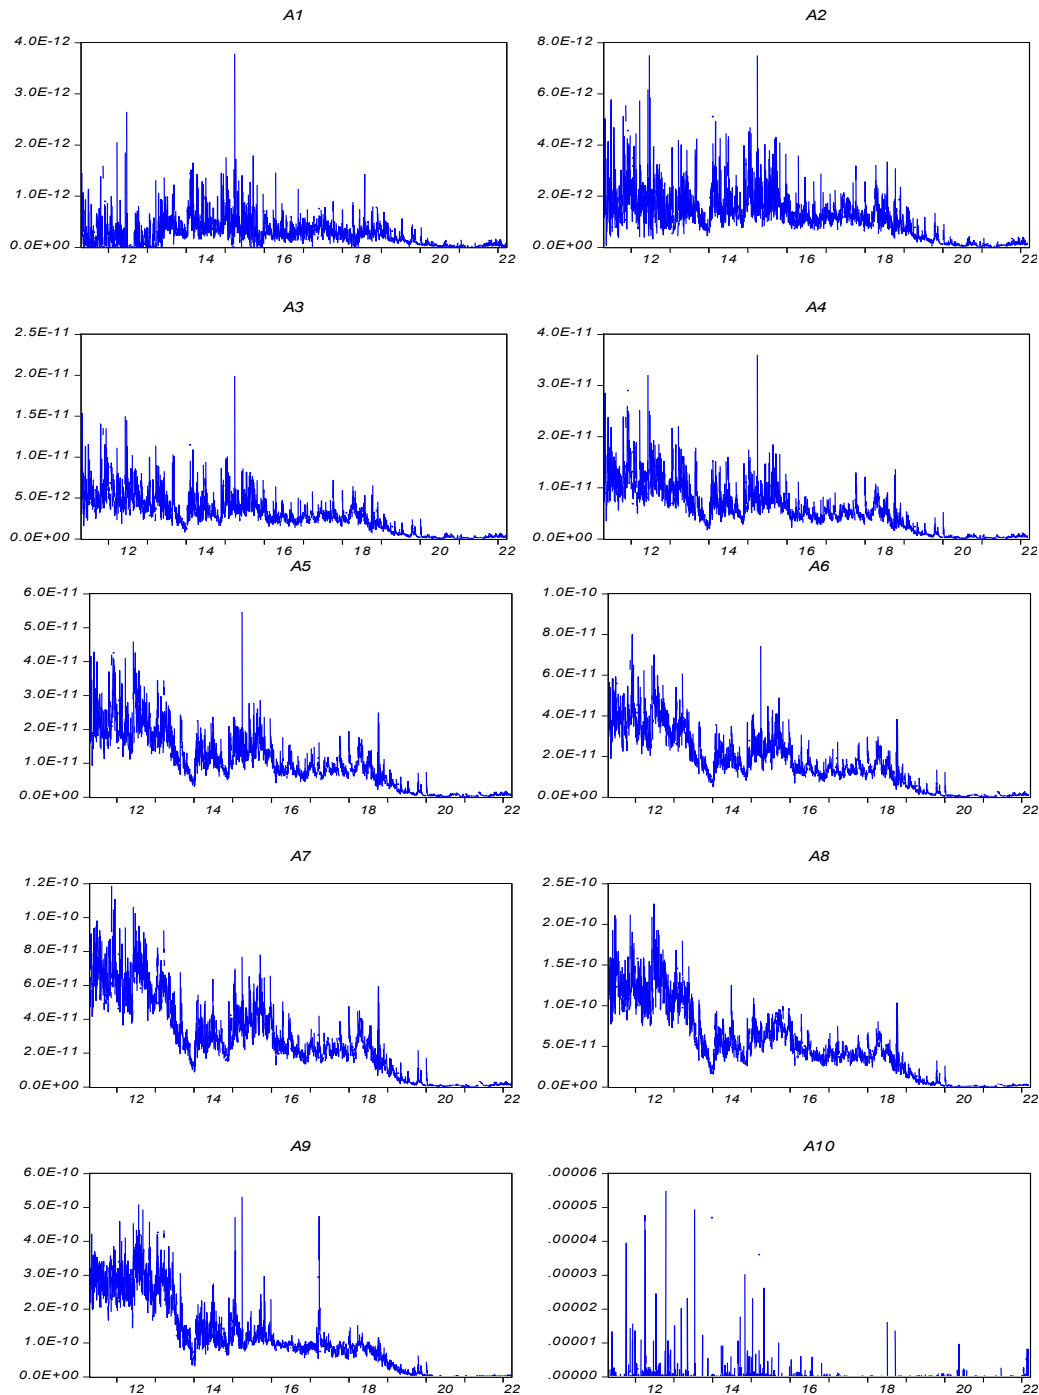 A1
4.0E-12
3.0E-12
2.0E-12
1.0E-12
0.0E+00
12 14 16 18 20 22
A2
8.0E-12
6.0E-12
4.0E-12
2.0E-12
0.0E+00
12 14 16 18 20 22
A3
2.5E-11
2.0E-11
1.5E-11
1.0E-11
5.0E-12
0.0E+00
12 14 16 18 20 22
A4
4.0E-11
3.0E-11
2.0E-11
1.0E-11
0.0E+00
12 14 16 18 20 22
A5
6.0E-11
5.0E-11
4.0E-11
3.0E-11
2.0E-11
1.0E-11
0.0E+00
12 14 16 18 20 22
A6
1.0E-10
8.0E-11
6.0E-11
4.0E-11
2.0E-11
0.0E+00
12 14 16 18 20 22
A7
1.2E-10
1.0E-10
8.0E-11
6.0E-11
4.0E-11
2.0E-11
0.0E+00
12 14 16 18 20 22
A8
2.5E-10
2.0E-10
1.5E-10
1.0E-10
5.0E-11
0.0E+00
12 14 16 18 20 22
A9
6.0E-10
5.0E-10
4.0E-10
3.0E-10
2.0E-10
1.0E-10
0.0E+00
12 14 16 18 20 22
A10
.00006
.00005
.00004
.00003
.00002
.00001
.00000
12 14 16 18 20 22